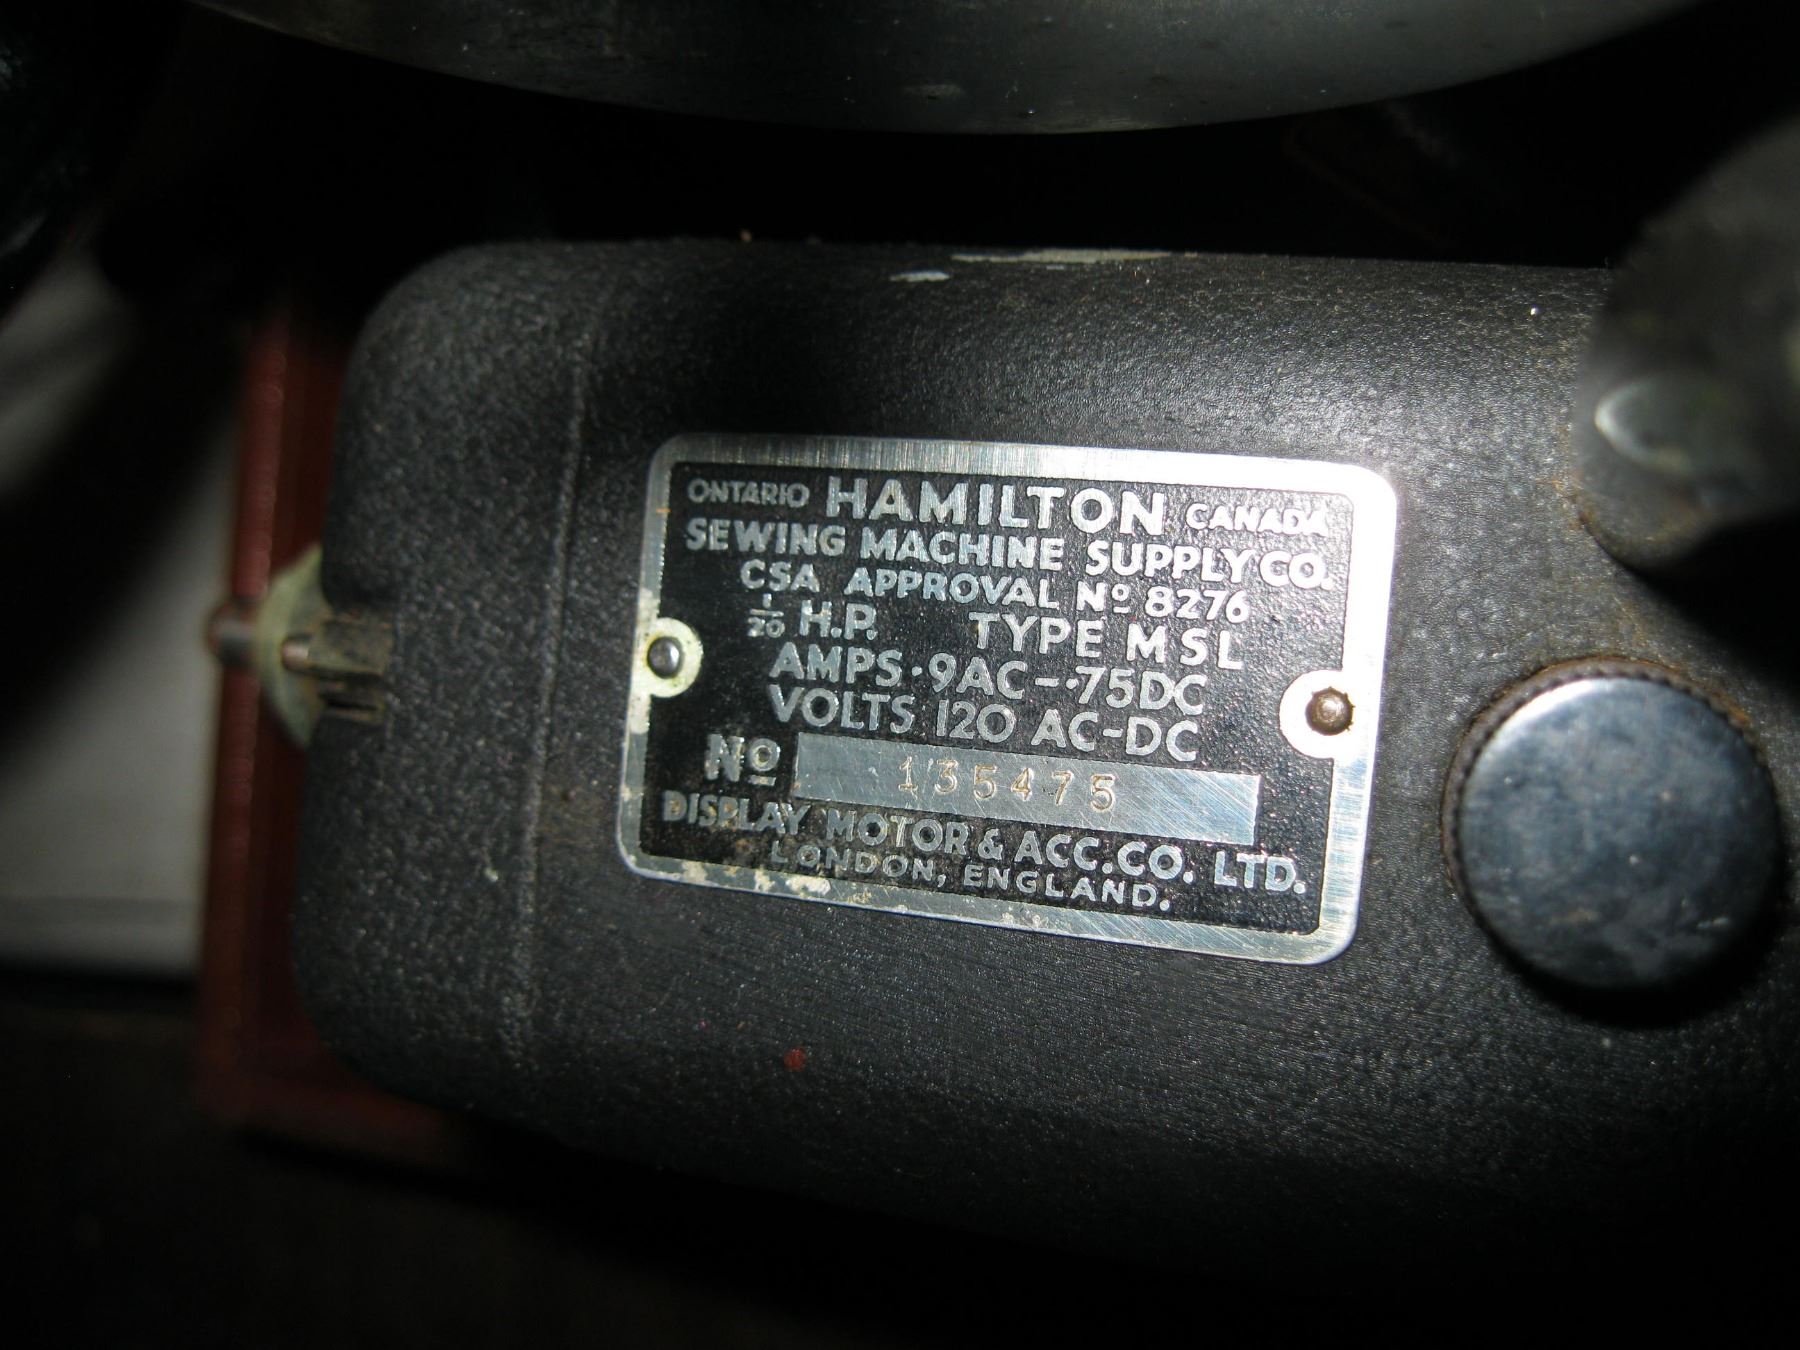 ONTARIO HAMILTON CANADA
SEWING MACHINE SUPPLY CO.
CSA APPROVAL Nº 8276
1/20 H.P. TYPE MSL
AMPS ·9AC-·75DC
VOLTS 120 AC-DC
Nº 135475
DISPLAY MOTOR & ACC. CO. LTD.
LONDON, ENGLAND.